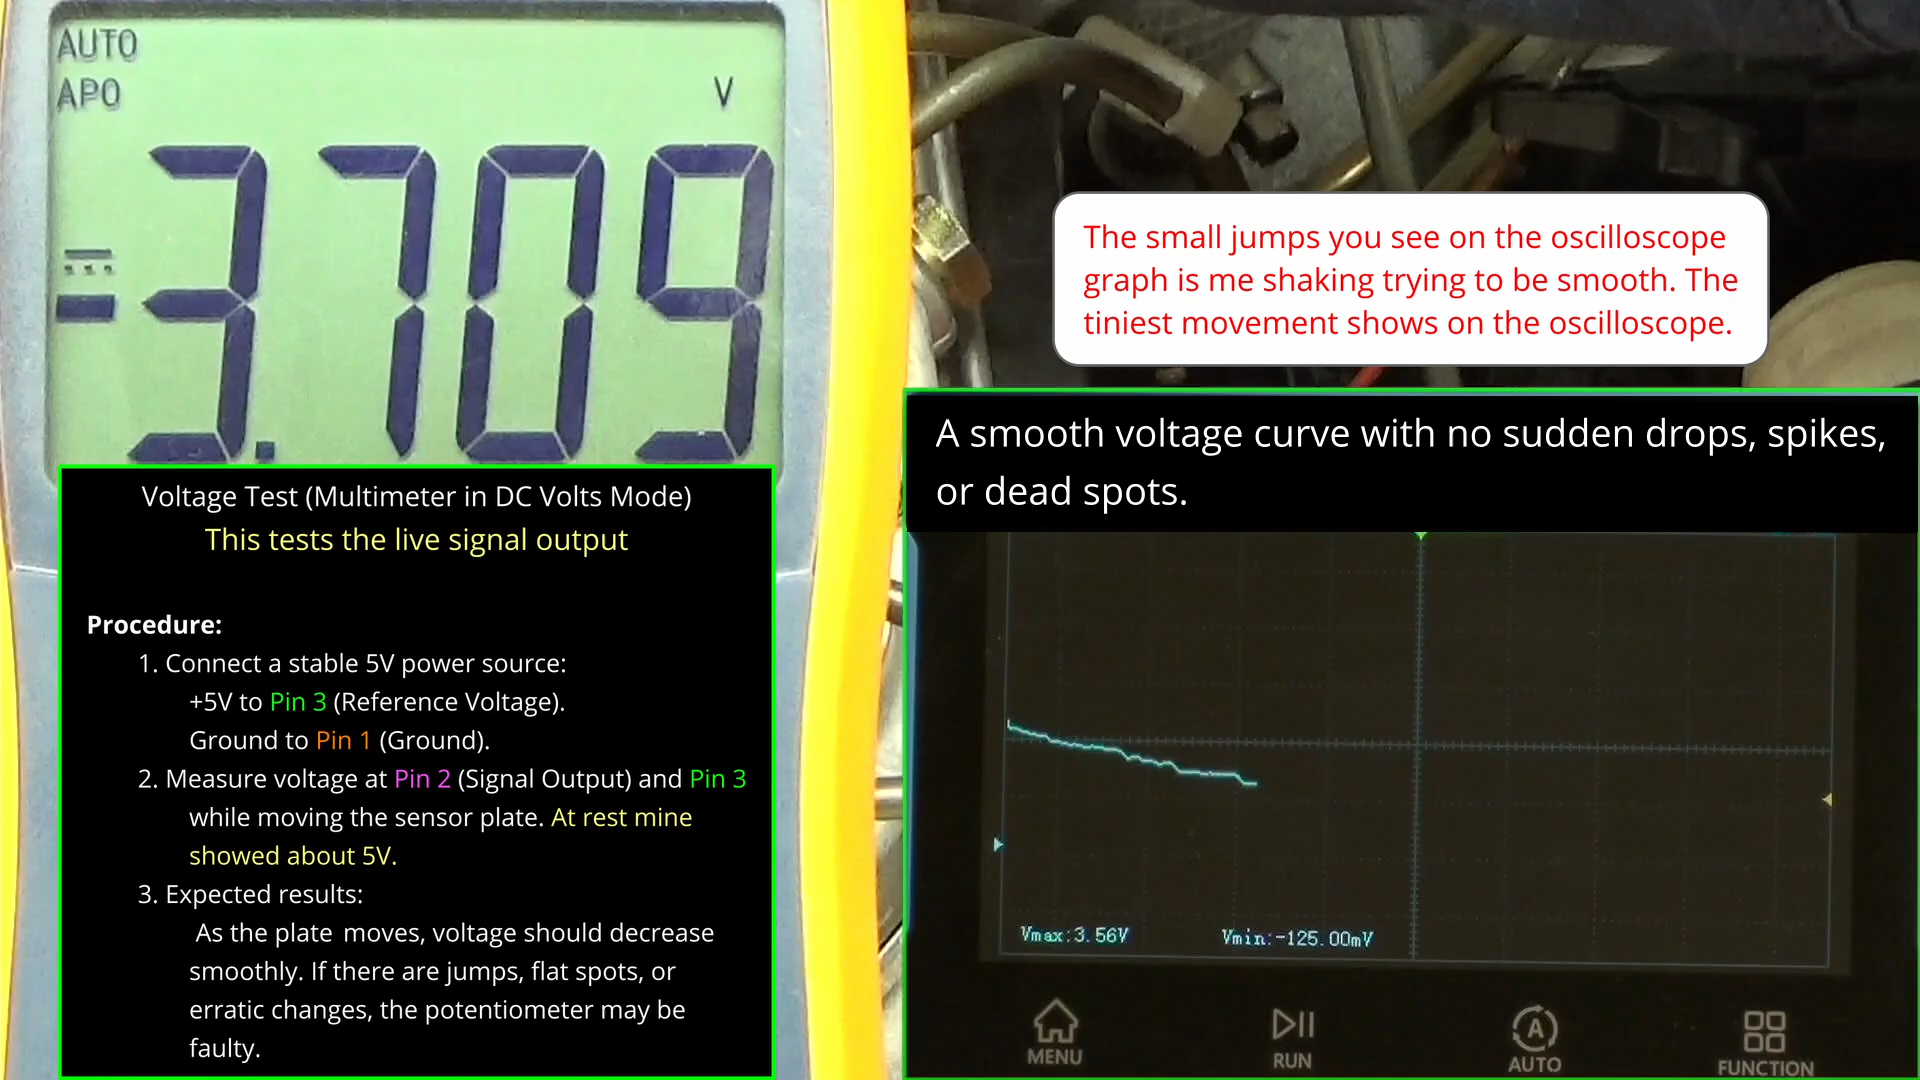 AUTO
APO
V
-3.709
The small jumps you see on the oscilloscope
graph is me shaking trying to be smooth. The
tiniest movement shows on the oscilloscope.
A smooth voltage curve with no sudden drops, spikes,
or dead spots.
Voltage Test (Multimeter in DC Volts Mode)
This tests the live signal output
Procedure:
1. Connect a stable 5V power source:
+5V to Pin 3 (Reference Voltage).
Ground to Pin 1 (Ground).
2. Measure voltage at Pin 2 (Signal Output) and Pin 3
while moving the sensor plate. At rest mine
showed about 5V.
3. Expected results:
As the plate moves, voltage should decrease
smoothly. If there are jumps, flat spots, or
erratic changes, the potentiometer may be
faulty.
Vmax:3.56V Vmin:-125.00mV
MENU RUN AUTO FUNCTION